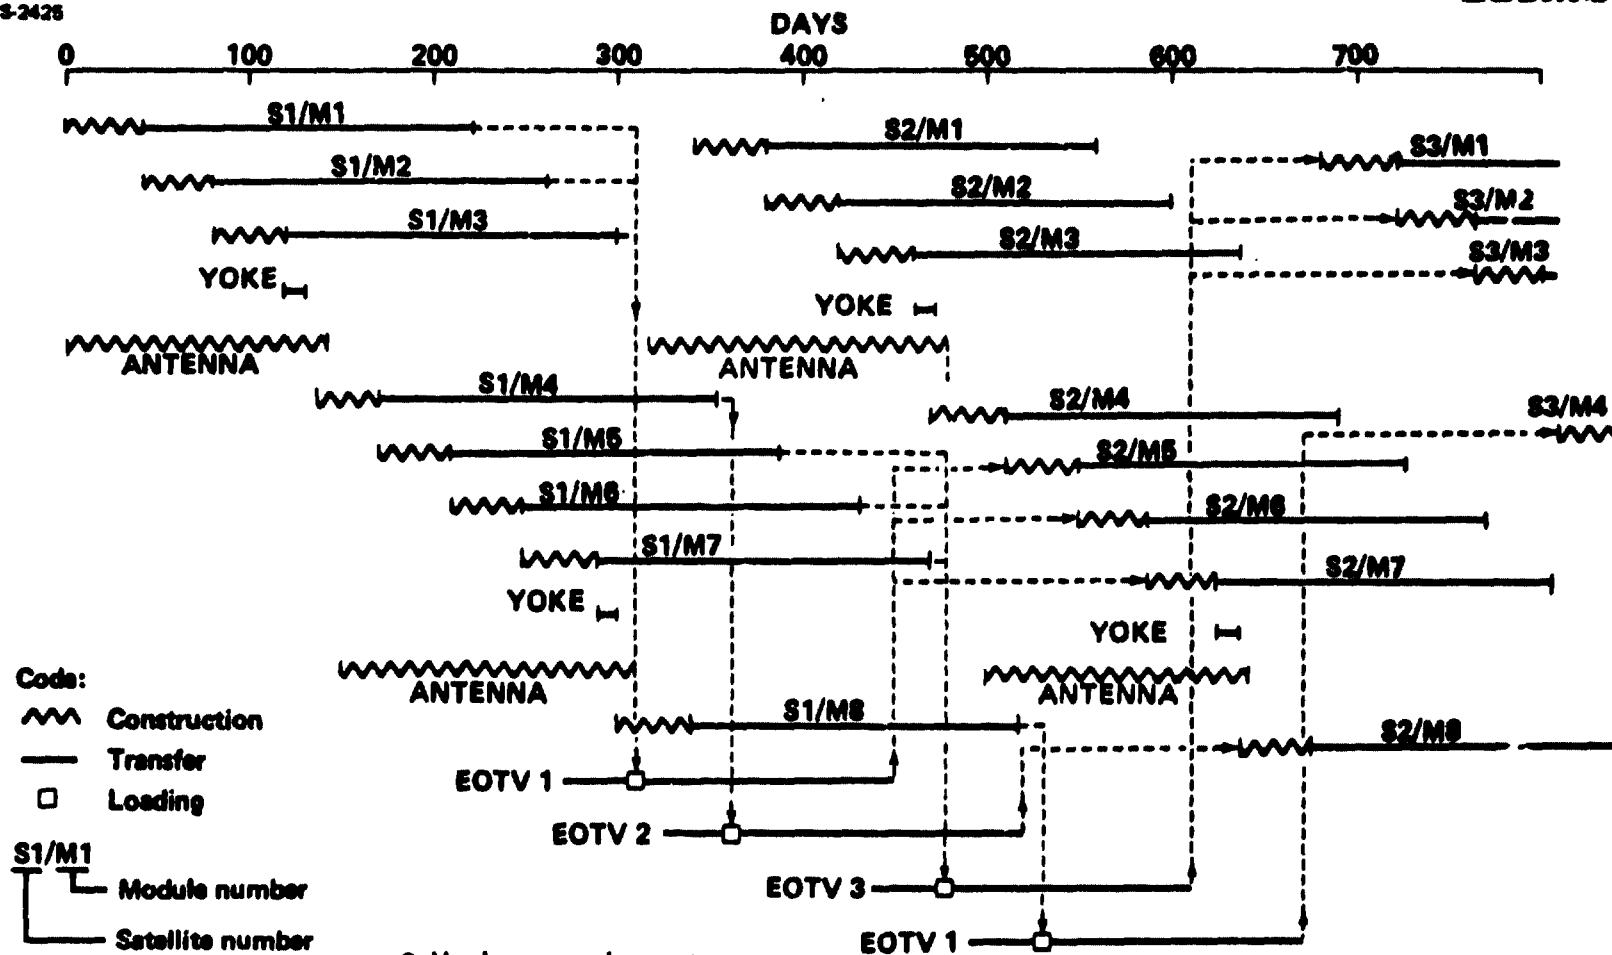 S-2425
DAYS
0 100 200 300 400 500 600 700
S1/M1
S2/M1
S3/M1
S1/M2
S2/M2
S3/M2
S1/M3
S2/M3
S3/M3
YOKE
YOKE
ANTENNA
ANTENNA
S1/M4
S2/M4
S3/M4
S1/M5
S2/M5
S1/M6
S2/M6
S1/M7
S2/M7
YOKE
YOKE
ANTENNA
ANTENNA
S1/M8
S2/M8
Code:
Construction
Transfer
Loading
EOTV 1
EOTV 2
EOTV 3
EOTV 1
S1/M1
Module number
Satellite number